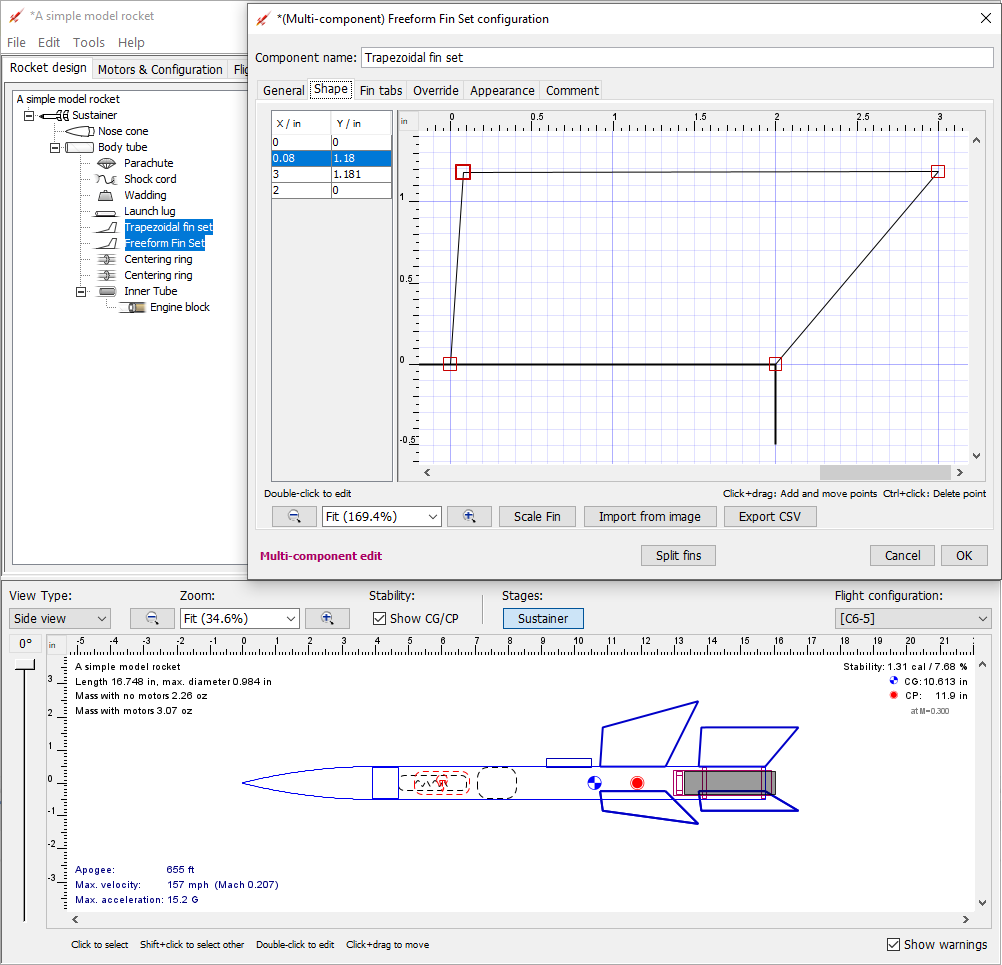 *A simple model rocket
File Edit Tools Help
Rocket design Motors & Configuration Flig
A simple model rocket
Sustainer
Nose cone
Body tube
Parachute
Shock cord
Wadding
Launch lug
Trapezoidal fin set
Freeform Fin Set
Centering ring
Centering ring
Inner Tube
Engine block
*(Multi-component) Freeform Fin Set configuration
Component name: Trapezoidal fin set
General Shape Fin tabs Override Appearance Comment
X / in Y / in
0 0
0.08 1.18
3 1.181
2 0
in 0 0.5 1 2 2.5 3
1
0.5
0
-0.5
Double-click to edit
Click+drag: Add and move points Ctrl+click: Delete point
Fit (169.4%) Scale Fin Import from image Export CSV
Multi-component edit Split fins Cancel OK
View Type: Zoom: Stability: Stages: Flight configuration:
Side view Fit (34.6%) Show CG/CP Sustainer [C6-5]
0° in -5 -4 -3 -2 -1 0 1 2 3 4 5 6 7 8 9 10 11 12 13 14 15 16 17 18 19 20 21
3
2
1
0
-1
-2
-3
A simple model rocket
Length 16.748 in, max. diameter 0.984 in
Mass with no motors 2.26 oz
Mass with motors 3.07 oz
Stability: 1.31 cal / 7.68 %
CG: 10.613 in
CP: 11.9 in
at M=0.300
Apogee: 655 ft
Max. velocity: 157 mph (Mach 0.207)
Max. acceleration: 15.2 G
Click to select Shift+click to select other Double-click to edit Click+drag to move
Show warnings